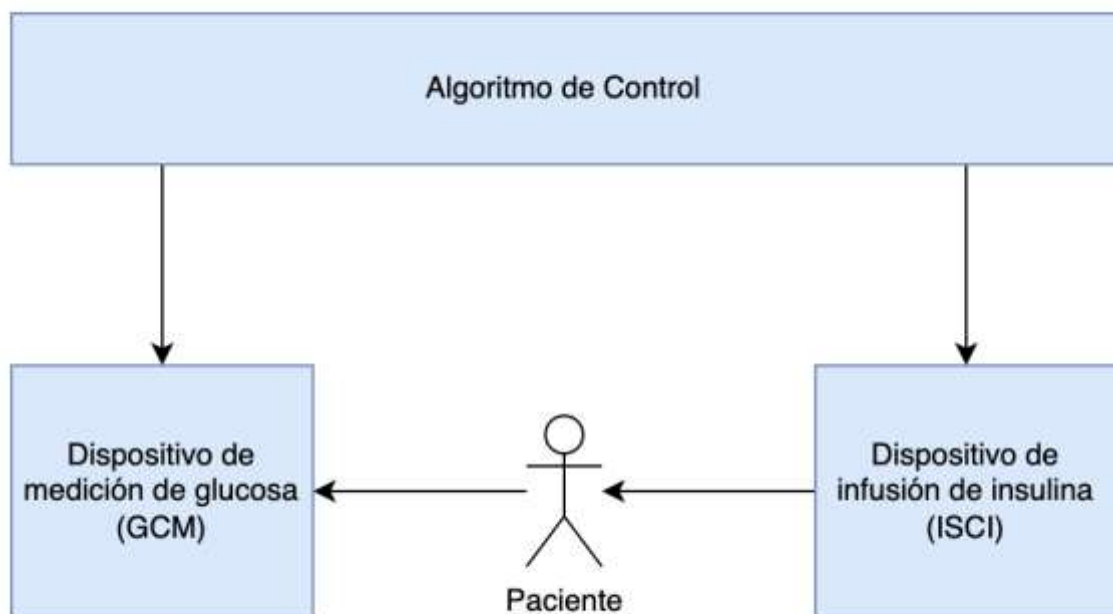 Algoritmo de Control
Dispositivo de
medición de glucosa
(GCM)
Dispositivo de
infusión de insulina
(ISCI)
Paciente